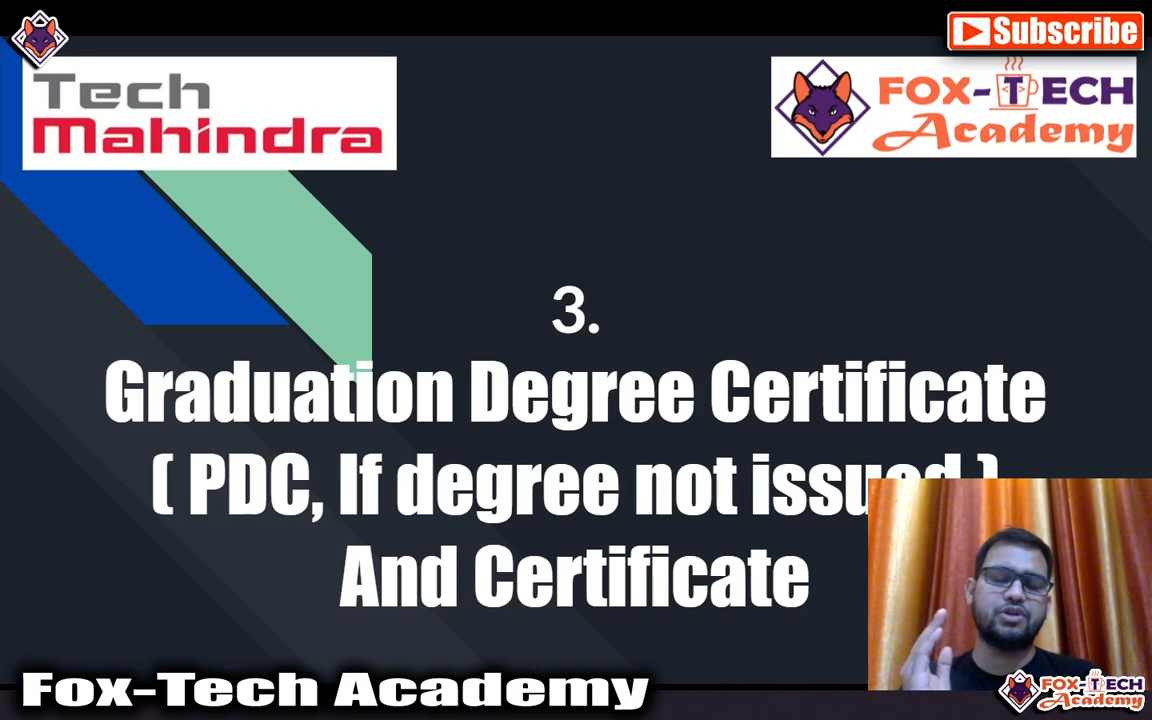 Subscribe
Tech
Mahindra
FOX-TECH
Academy
3.
Graduation Degree Certificate
( PDC, If degree not issued )
And Certificate
Fox-Tech Academy
FOX-TECH
Academy